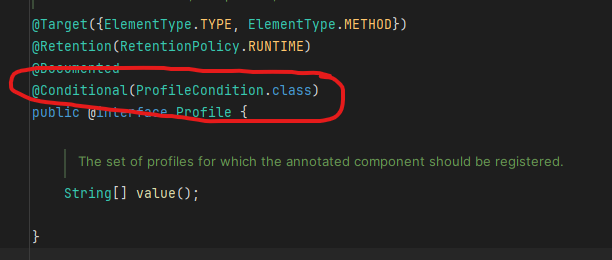 @Target({ElementType.TYPE, ElementType.METHOD})
@Retention(RetentionPolicy.RUNTIME)
@Documented
@Conditional(ProfileCondition.class)
public @interface Profile {
The set of profiles for which the annotated component should be registered.
String[] value();
}